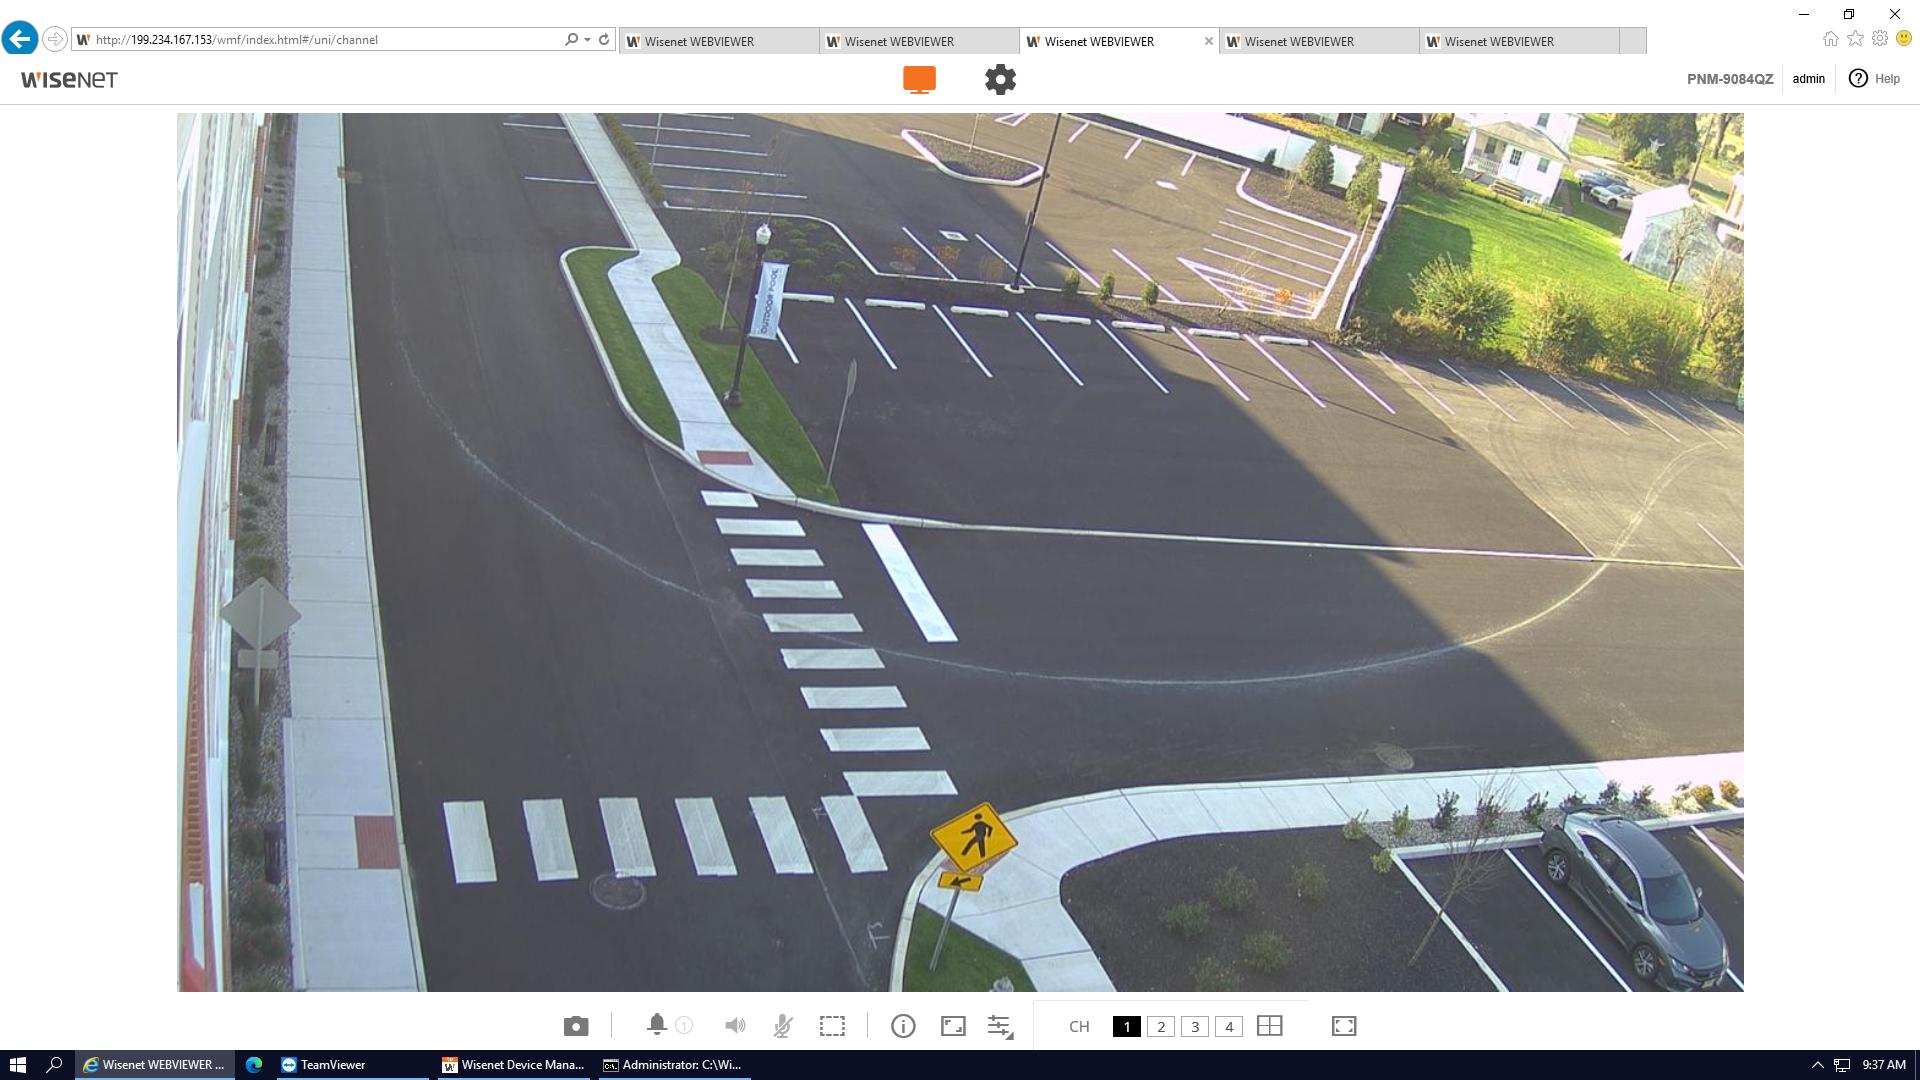 http://199.234.167.153/wmf/index.html#/uni/channel
Wisenet WEBVIEWER
Wisenet WEBVIEWER
Wisenet WEBVIEWER
Wisenet WEBVIEWER
Wisenet WEBVIEWER
WISENET
PNM-9084QZ
admin
? Help
OUTDOOR POOL
TS
1
CH
1
2
3
4
Wisenet WEBVIEWER ...
TeamViewer
Wisenet Device Mana...
Administrator: C:\Wi...
9:37 AM